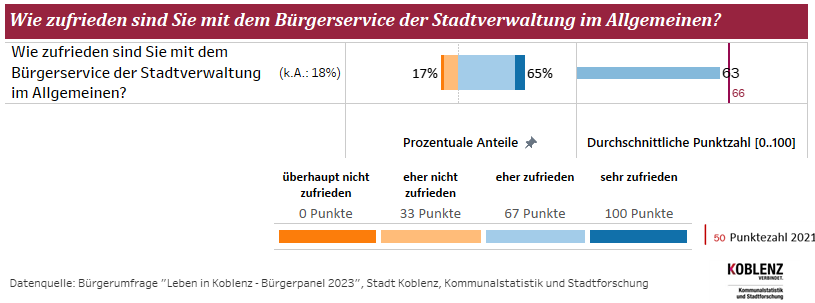 Wie zufrieden sind Sie mit dem Bürgerservice der Stadtverwaltung im Allgemeinen?
Wie zufrieden sind Sie mit dem
Bürgerservice der Stadtverwaltung
im Allgemeinen?
(k.A.: 18%)
17%
65%
63
66
Prozentuale Anteile
Durchschnittliche Punktzahl [0..100]
überhaupt nicht
zufrieden
eher nicht
zufrieden
eher zufrieden
sehr zufrieden
0 Punkte
33 Punkte
67 Punkte
100 Punkte
50 Punktezahl 2021
Datenquelle: Bürgerumfrage "Leben in Koblenz - Bürgerpanel 2023", Stadt Koblenz, Kommunalstatistik und Stadtforschung
KOBLENZ
VERBINDET.
Kommunalstatistik
und Stadtforschung